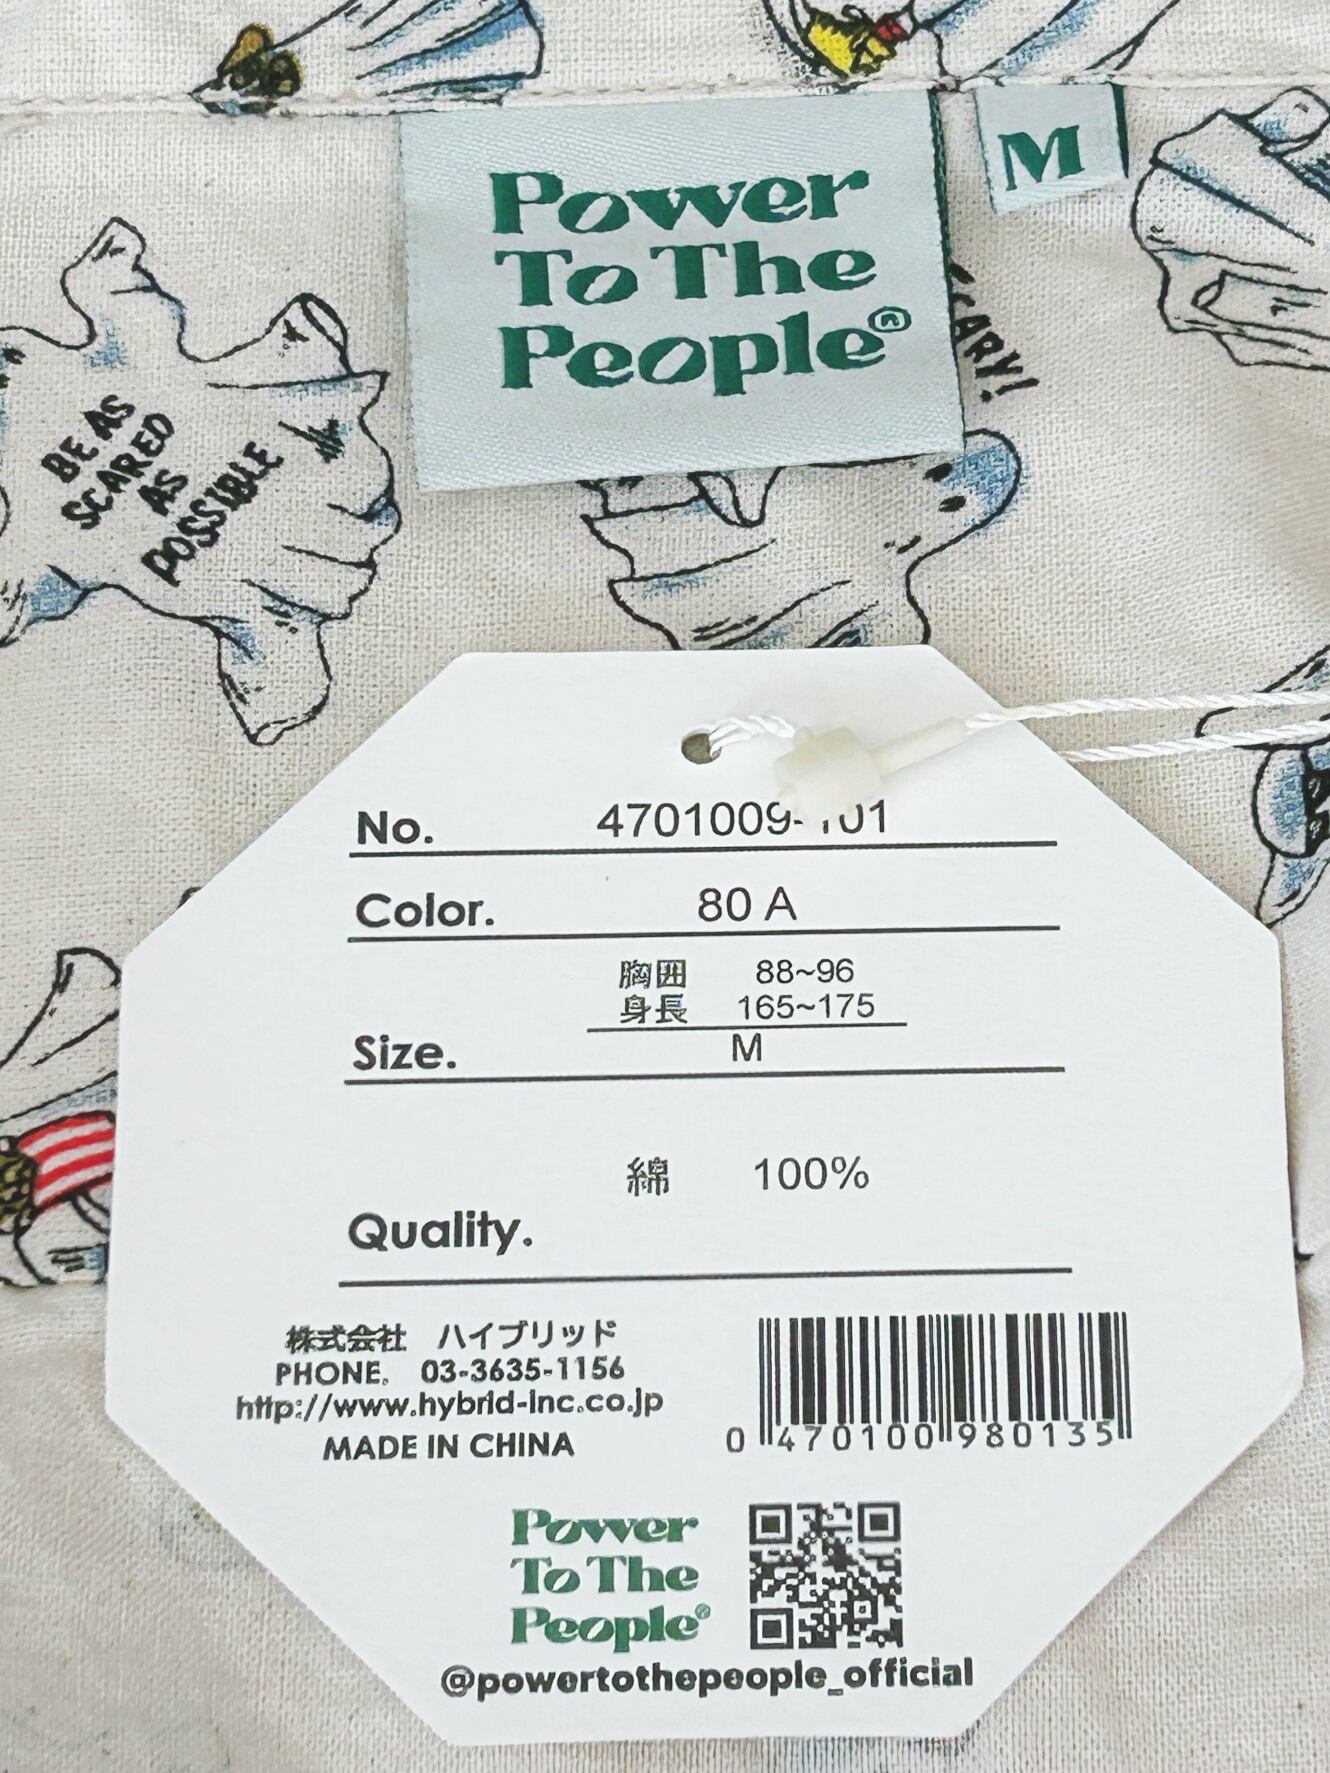 Power
To The
People®
M
SCARY!
BE AS
SCARED
AS
POSSIBLE
No. 4701009-101
Color. 80 A
胸囲 88~96
身長 165~175
Size. M
綿 100%
Quality.
株式会社 ハイブリッド
PHONE. 03-3635-1156
http://www.hybrid-inc.co.jp
MADE IN CHINA
0 470100 980135
Power
To The
People®
@powertothepeople_official